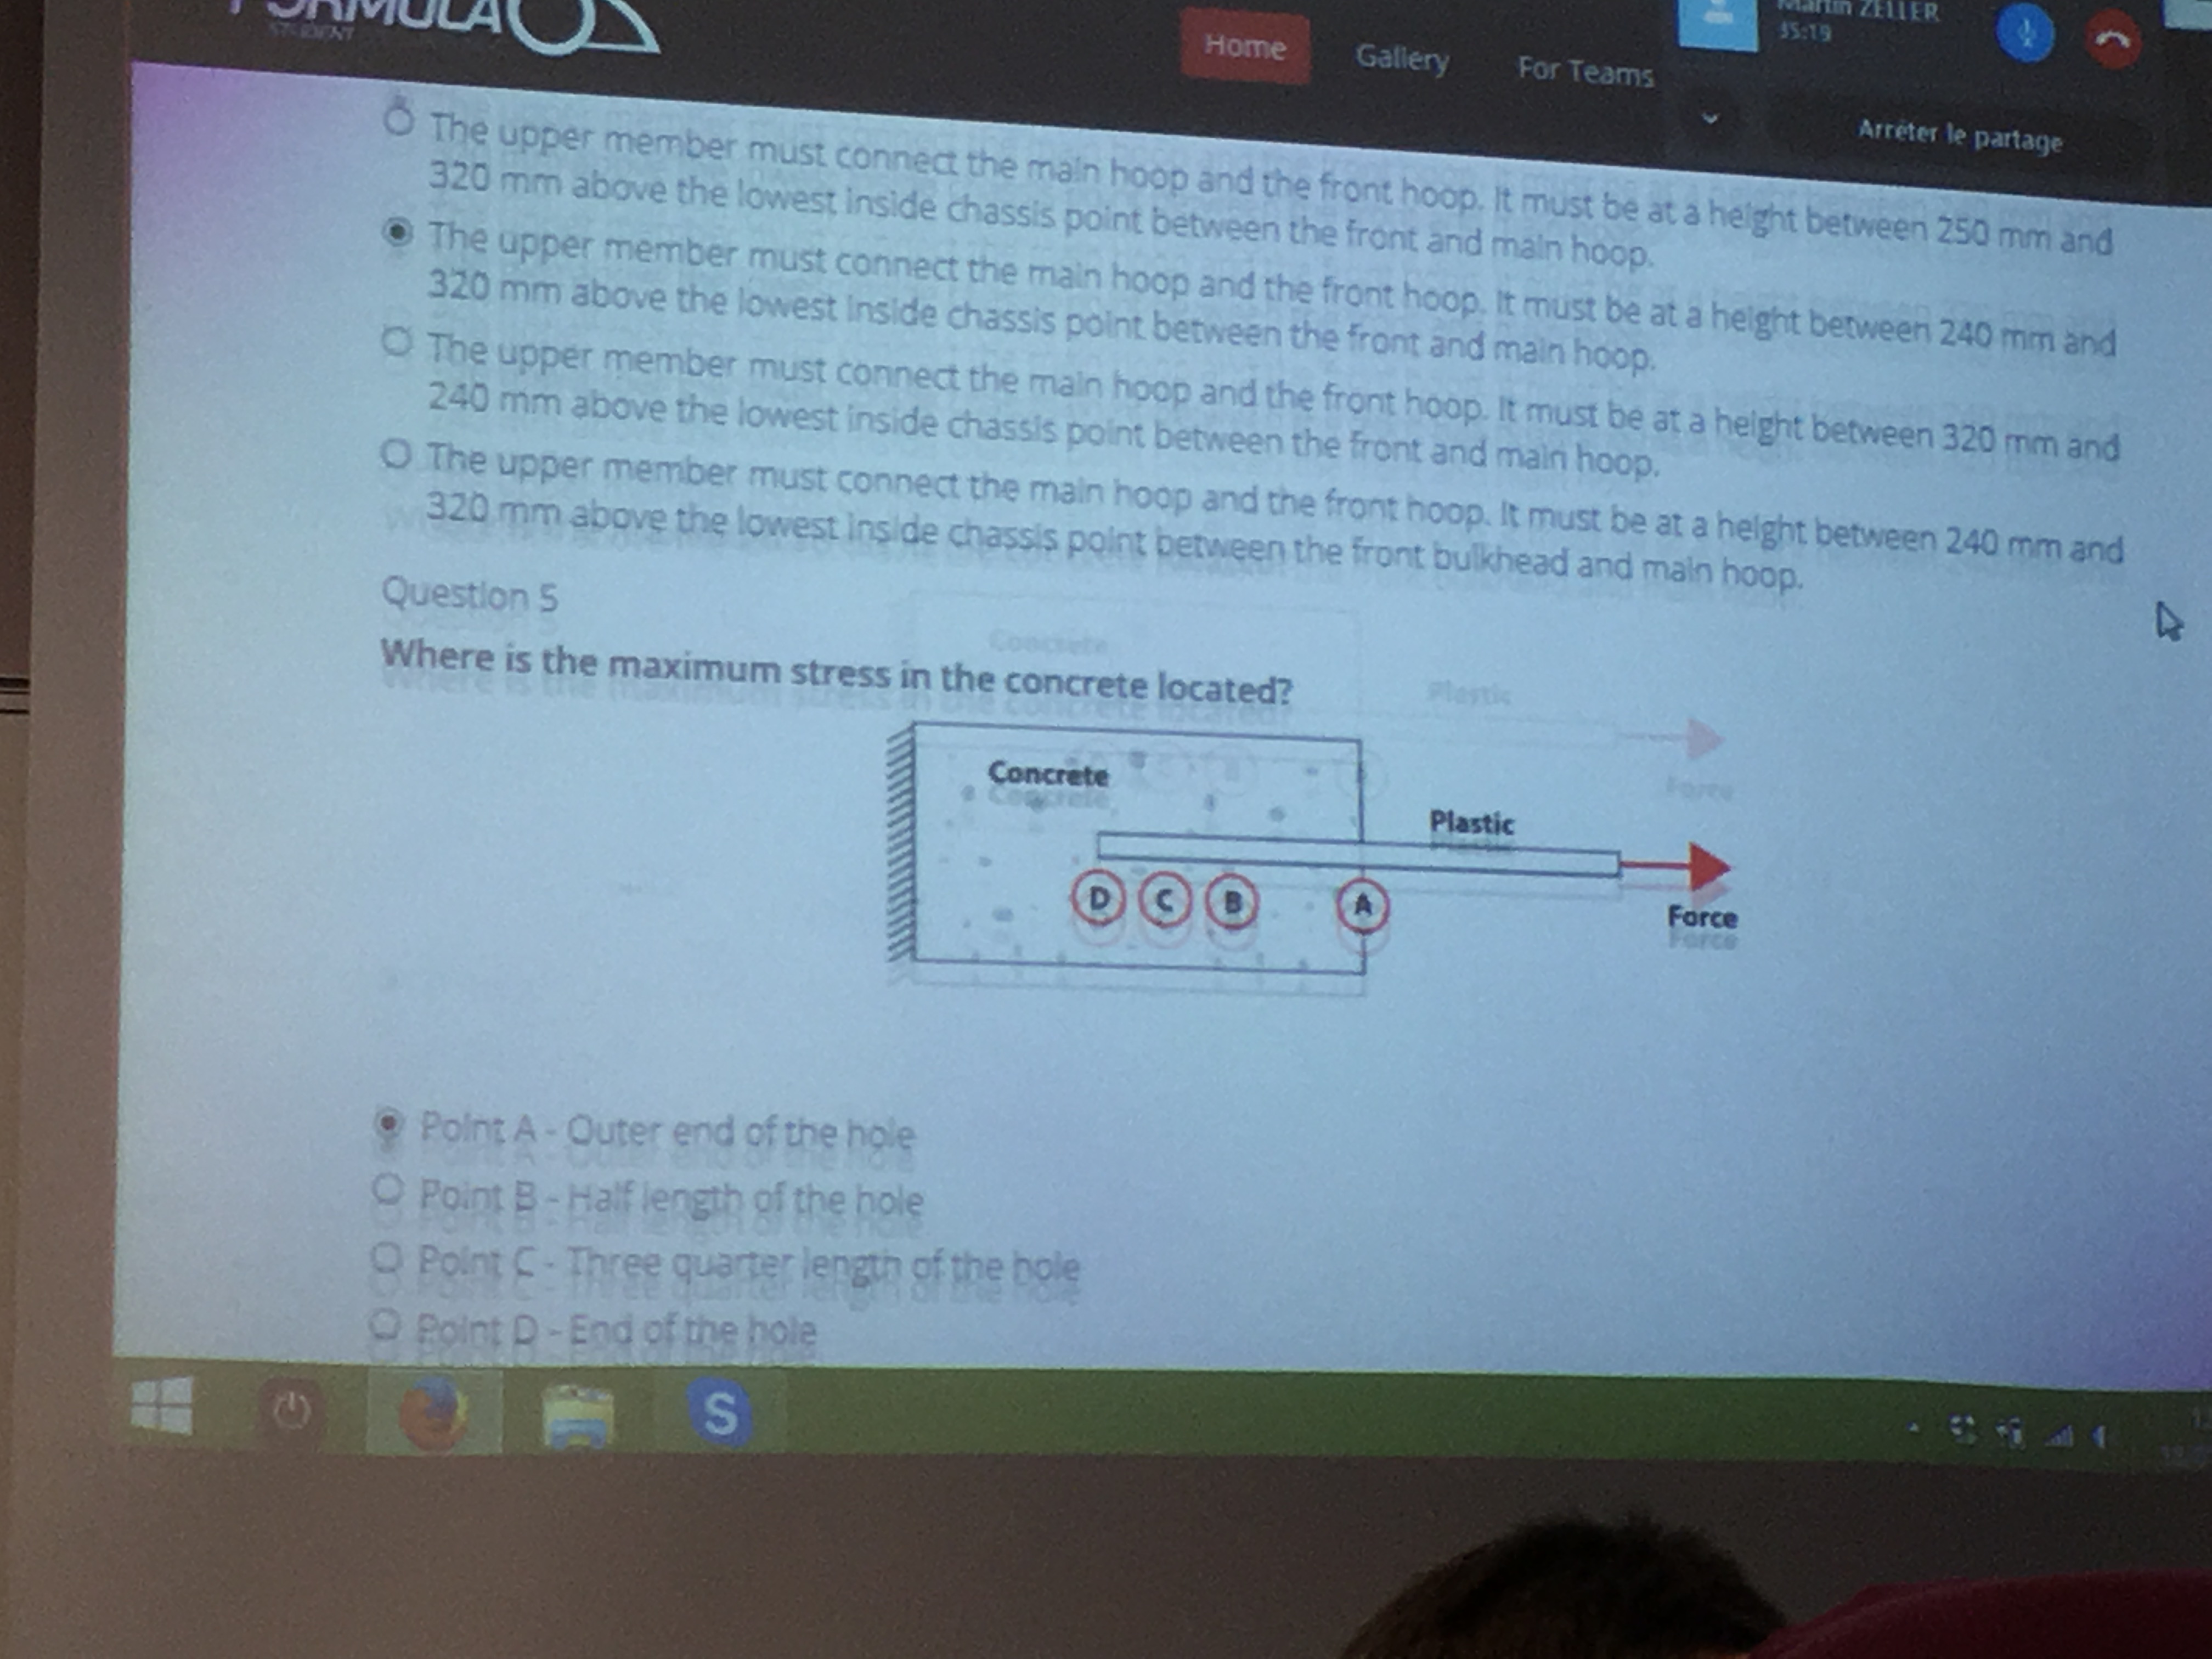 FORMULA
STUDENT
Home
Gallery
For Teams
Martin ZELLER
35:19
Arrêter le partage
The upper member must connect the main hoop and the front hoop. It must be at a height between 250 mm and
320 mm above the lowest inside chassis point between the front and main hoop.
The upper member must connect the main hoop and the front hoop. It must be at a height between 240 mm and
320 mm above the lowest inside chassis point between the front and main hoop.
The upper member must connect the main hoop and the front hoop. It must be at a height between 320 mm and
240 mm above the lowest inside chassis point between the front and main hoop.
The upper member must connect the main hoop and the front hoop. It must be at a height between 240 mm and
320 mm above the lowest inside chassis point between the front bulkhead and main hoop.
Question 5
Where is the maximum stress in the concrete located?
Concrete
Plastic
D C B A
Force
Point A - Outer end of the hole
Point B - Half length of the hole
Point C - Three quarter length of the hole
Point D - End of the hole
S